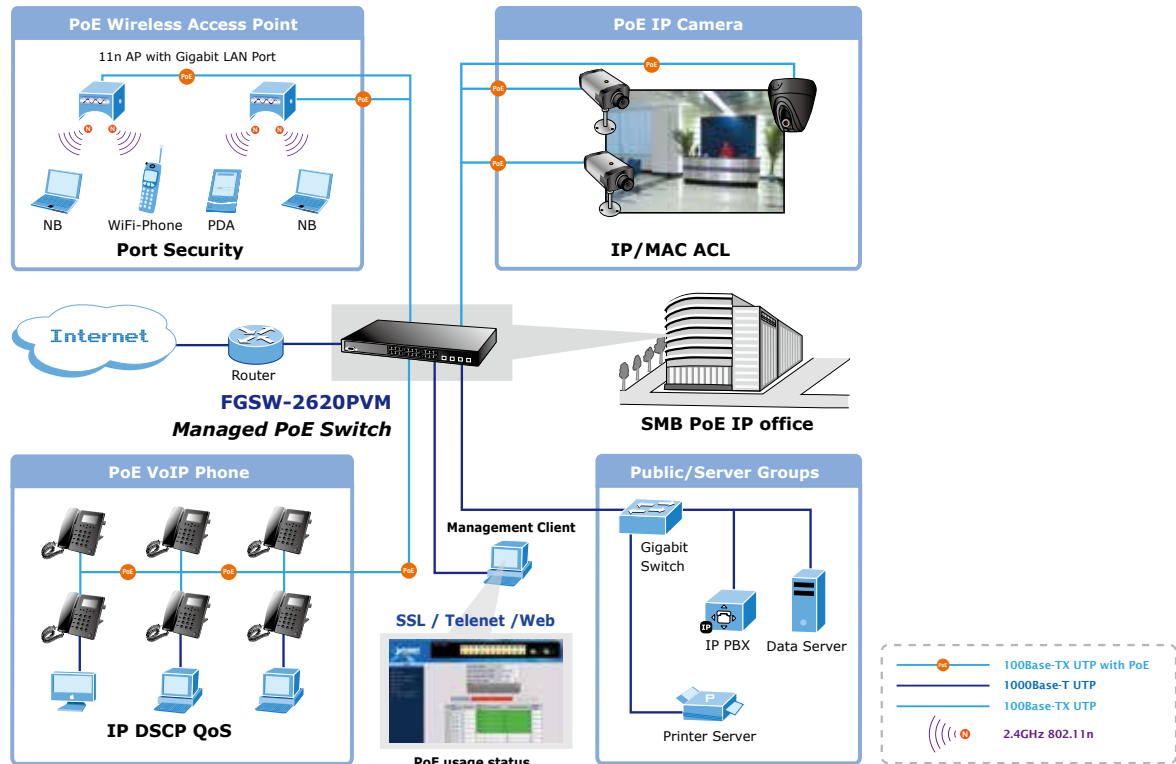 PoE Wireless Access Point
11n AP with Gigabit LAN Port
PoE
PoE
N
N
N
N
NB
WiFi-Phone
PDA
NB
Port Security
PoE IP Camera
PoE
PoE
PoE
IP/MAC ACL
Internet
Router
FGSW-2620PVM
Managed PoE Switch
SMB PoE IP office
PoE VoIP Phone
PoE
PoE
PoE
IP DSCP QoS
Management Client
SSL / Telenet /Web
PoE usage status
Public/Server Groups
Gigabit
Switch
IP
IP PBX
Data Server
P
Printer Server
PoE
100Base-TX UTP with PoE
1000Base-T UTP
100Base-TX UTP
N
2.4GHz 802.11n